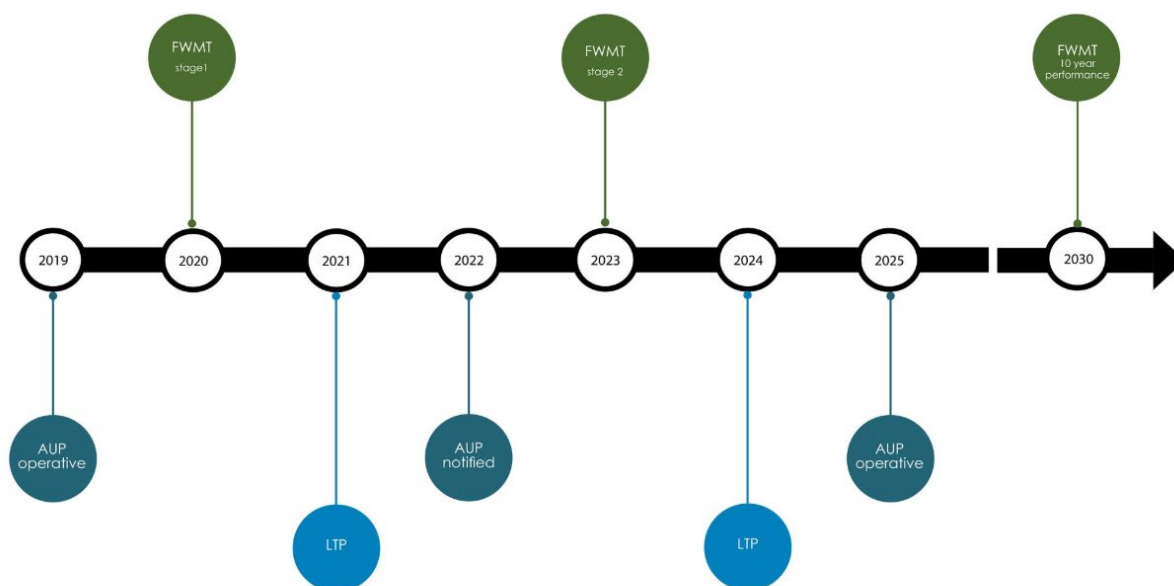 FWMT
stage1
FWMT
stage 2
FWMT
10 year
performance
2019
2020
2021
2022
2023
2024
2025
2030
AUP
operative
AUP
notified
AUP
operative
LTP
LTP